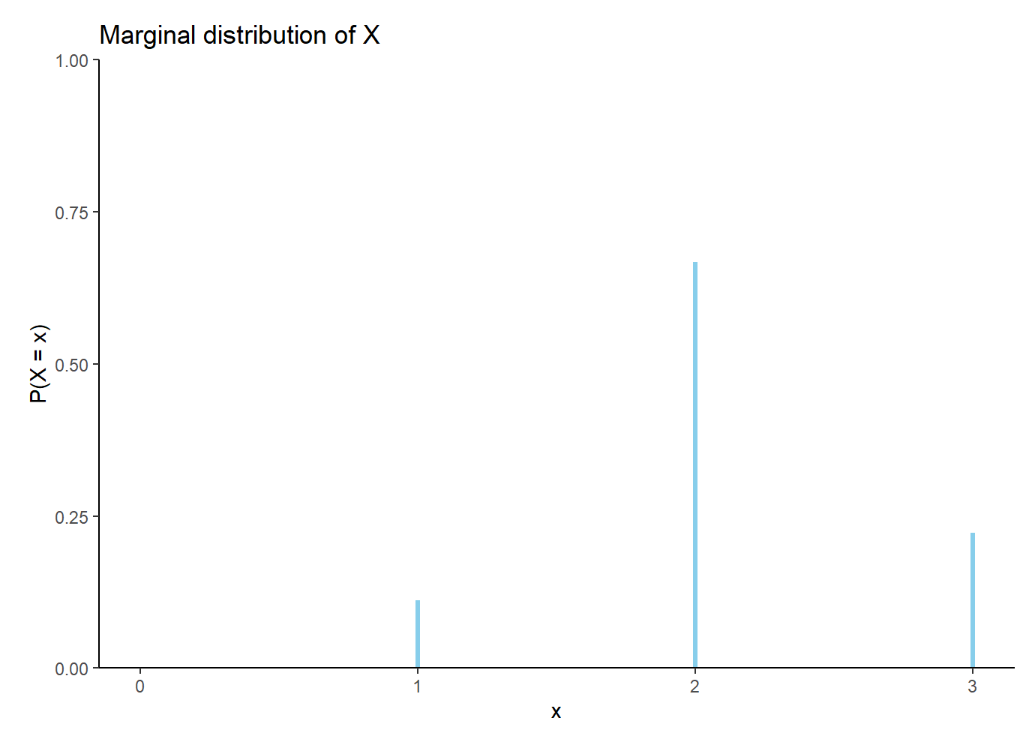 Marginal distribution of X
1.00
0.75
0.50
0.25
0.00
P(X = x)
0 1 2 3
x